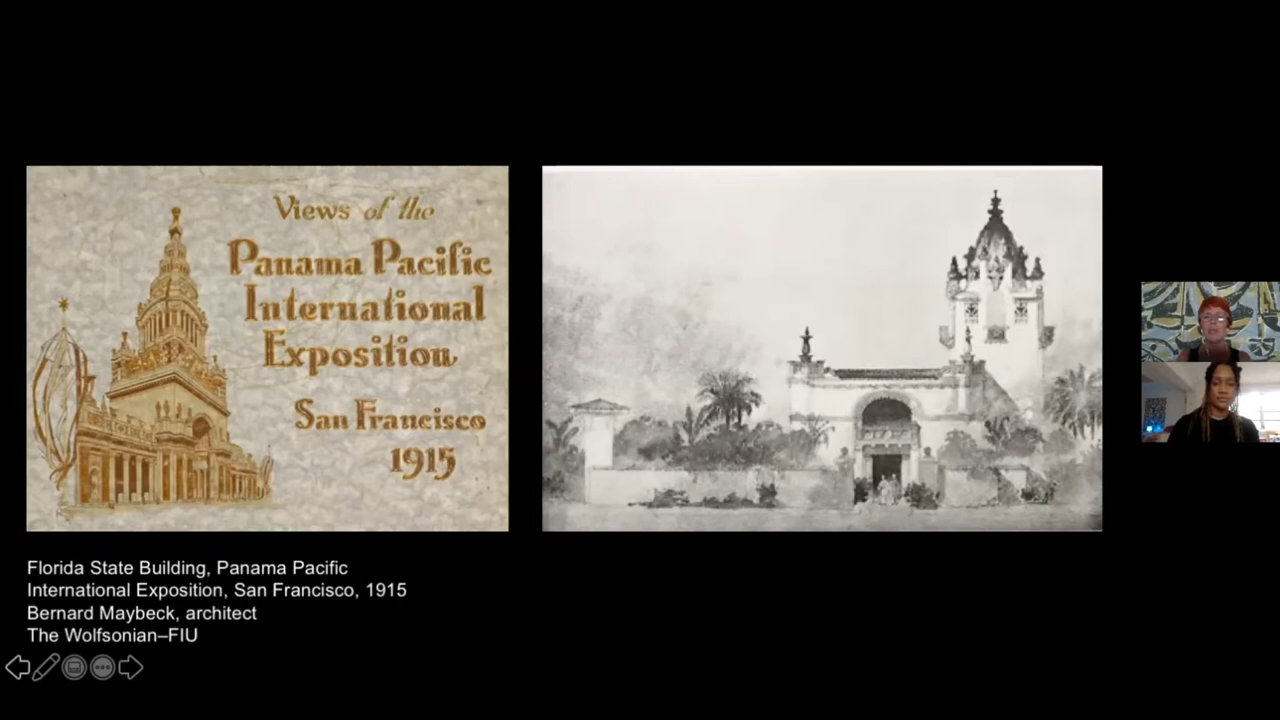 Views of the
Panama Pacific
International
Exposition
San Francisco
1915
Florida State Building, Panama Pacific
International Exposition, San Francisco, 1915
Bernard Maybeck, architect
The Wolfsonian–FIU